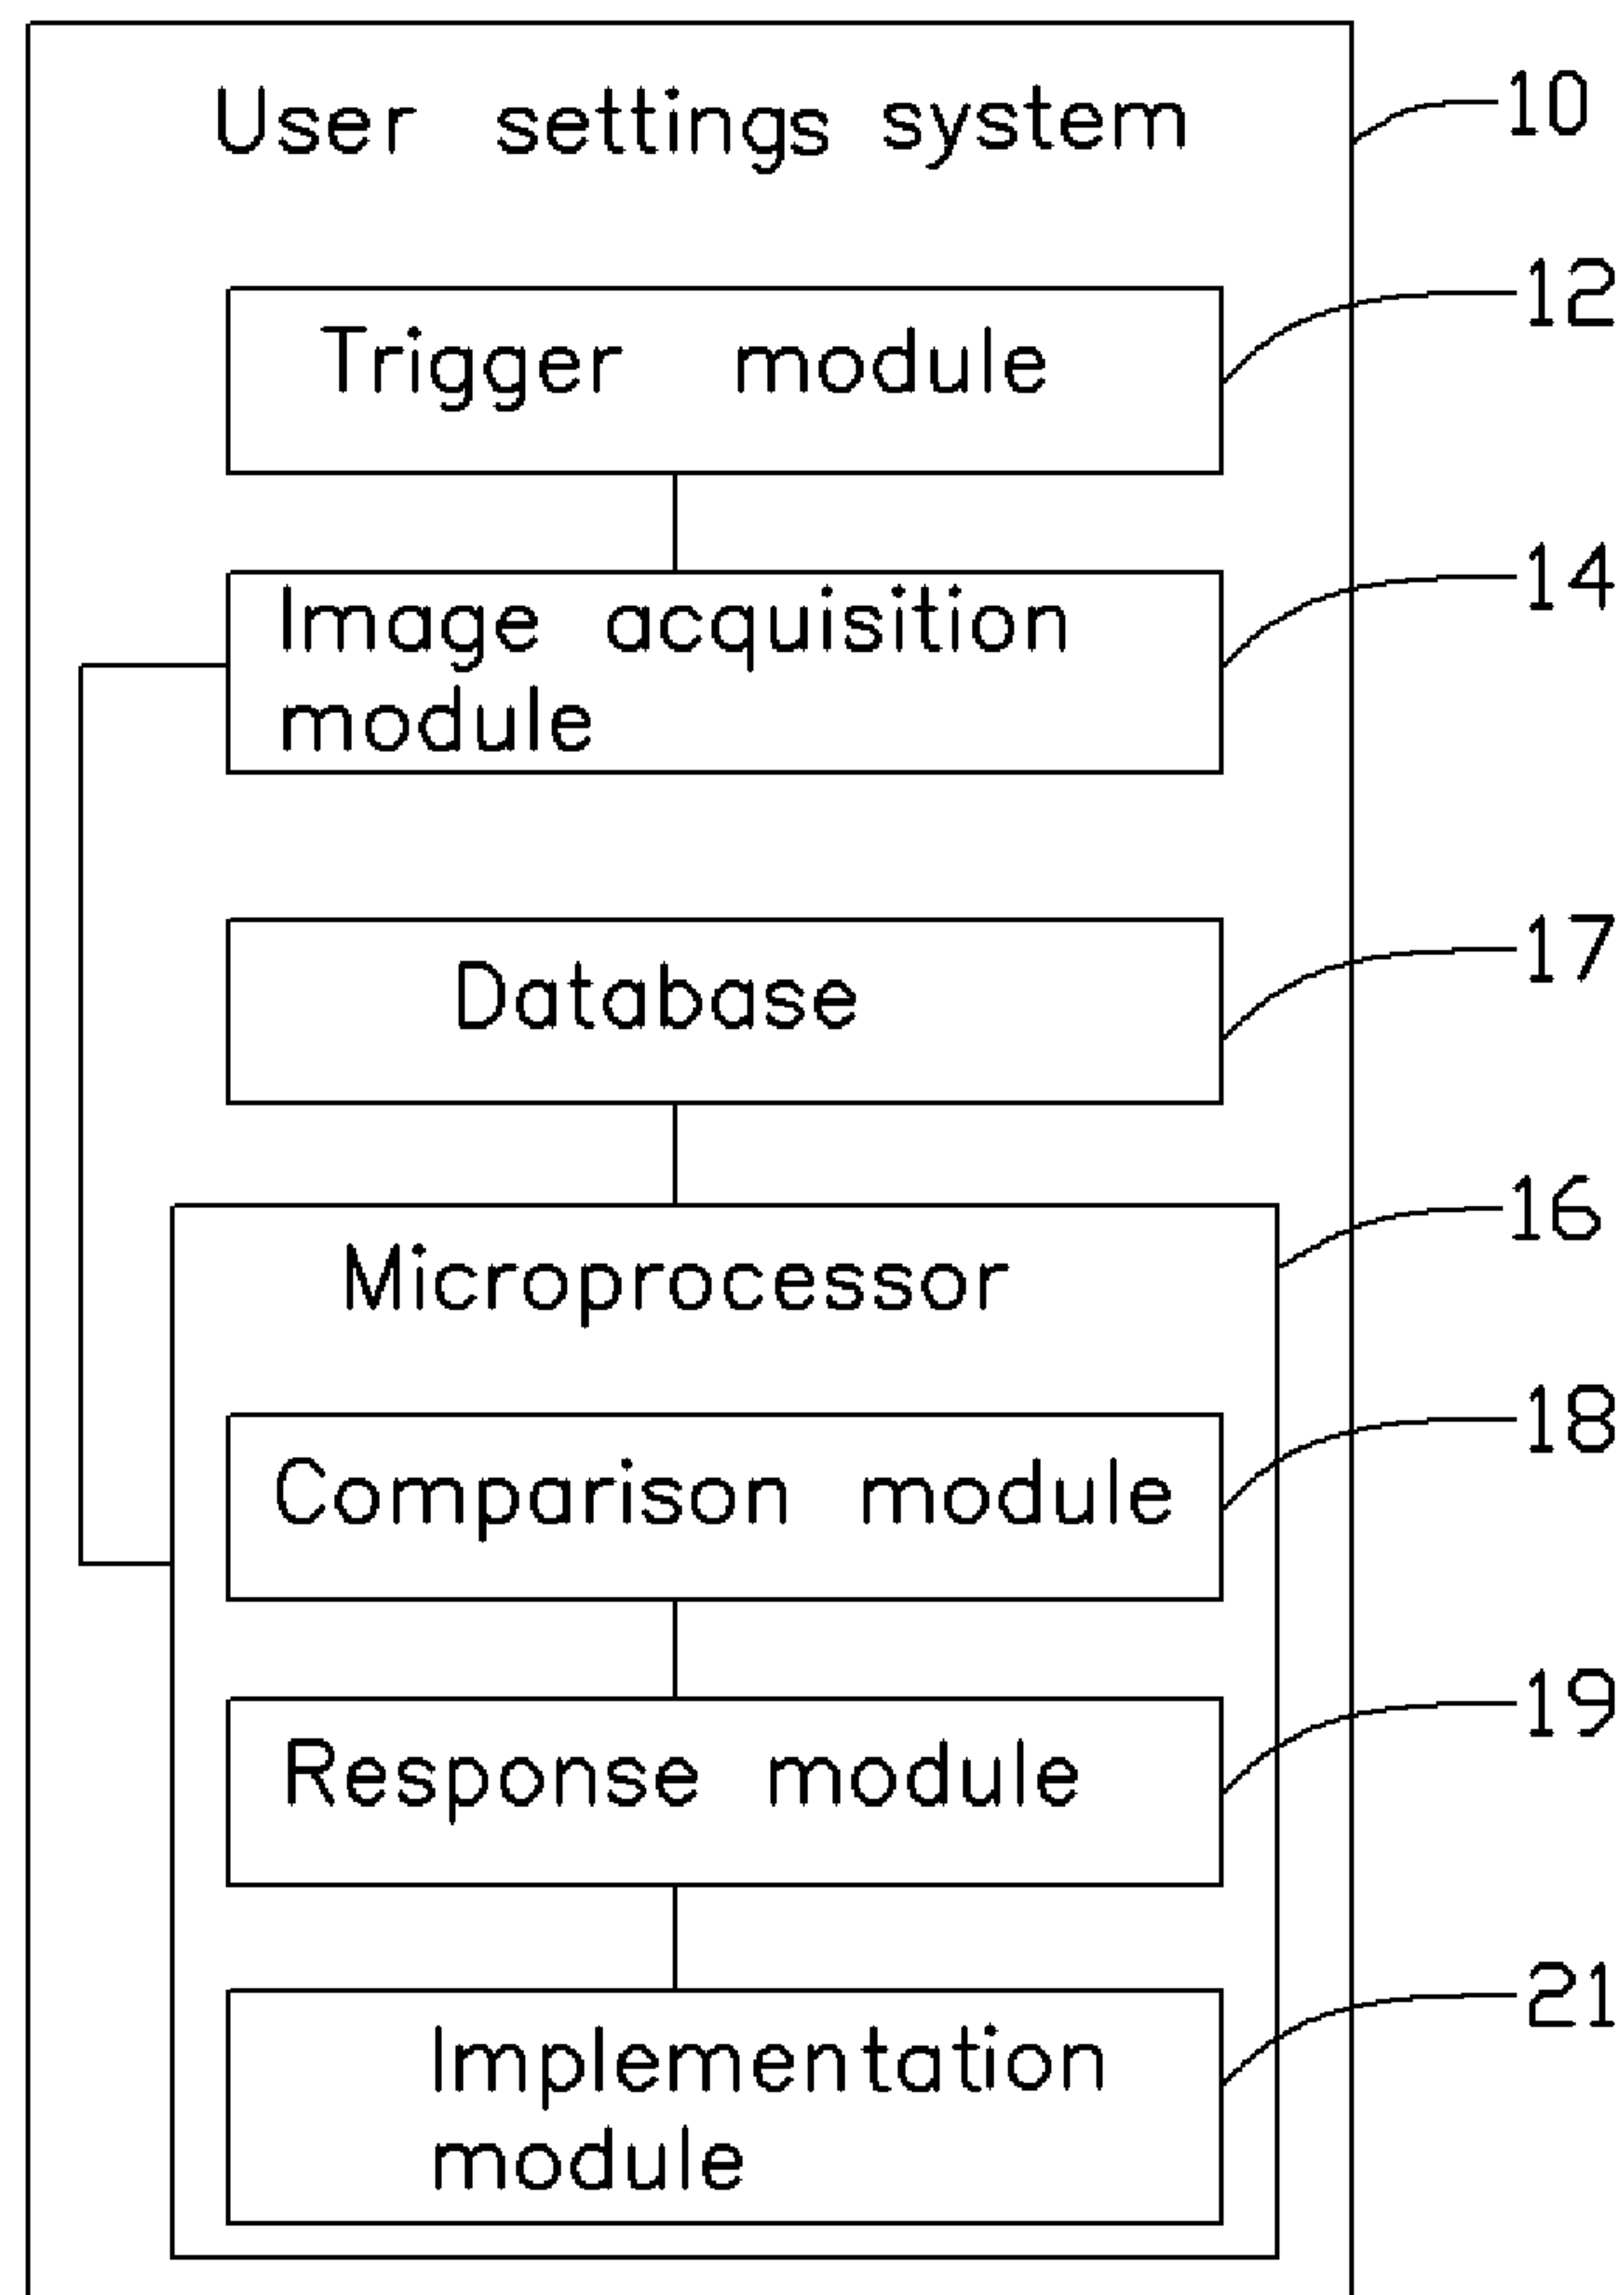 User settings system
10
Trigger module
12
Image acquisition
module
14
Database
17
Microprocessor
16
Comparison module
18
Response module
19
Implementation
module
21